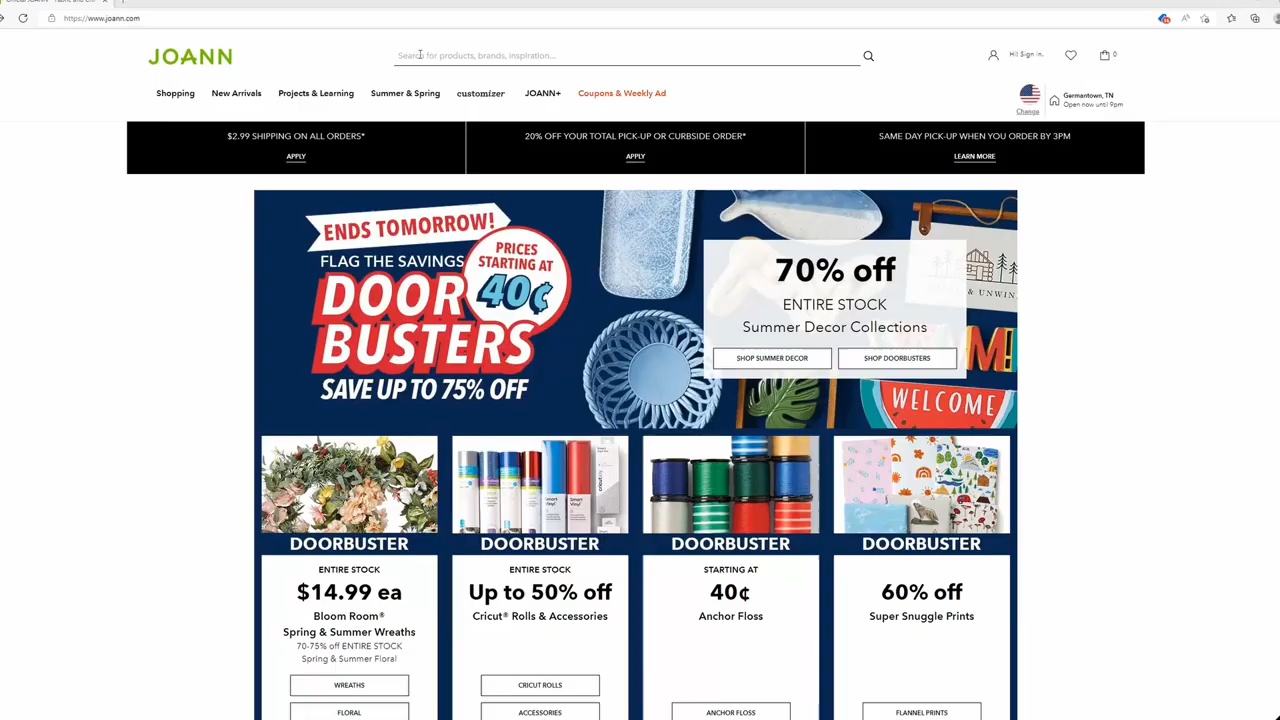 https://www.joann.com
JOANN
Search for products, brands, inspiration...
Hi! Sign in.
0
Shopping
New Arrivals
Projects & Learning
Summer & Spring
customizer
JOANN+
Coupons & Weekly Ad
Change
Germantown, TN
Open now until 9pm
$2.99 SHIPPING ON ALL ORDERS*
APPLY
20% OFF YOUR TOTAL PICK-UP OR CURBSIDE ORDER*
APPLY
SAME DAY PICK-UP WHEN YOU ORDER BY 3PM
LEARN MORE
ENDS TOMORROW!
FLAG THE SAVINGS
DOOR
BUSTERS
SAVE UP TO 75% OFF
PRICES
STARTING AT
40¢
70% off
ENTIRE STOCK
Summer Decor Collections
SHOP SUMMER DECOR
SHOP DOORBUSTERS
& UNWIN
WELCOME
DOORBUSTER
ENTIRE STOCK
$14.99 ea
Bloom Room®
Spring & Summer Wreaths
70-75% off ENTIRE STOCK
Spring & Summer Floral
WREATHS
FLORAL
DOORBUSTER
ENTIRE STOCK
Up to 50% off
Cricut® Rolls & Accessories
CRICUT ROLLS
ACCESSORIES
DOORBUSTER
STARTING AT
40¢
Anchor Floss
ANCHOR FLOSS
DOORBUSTER
60% off
Super Snuggle Prints
FLANNEL PRINTS